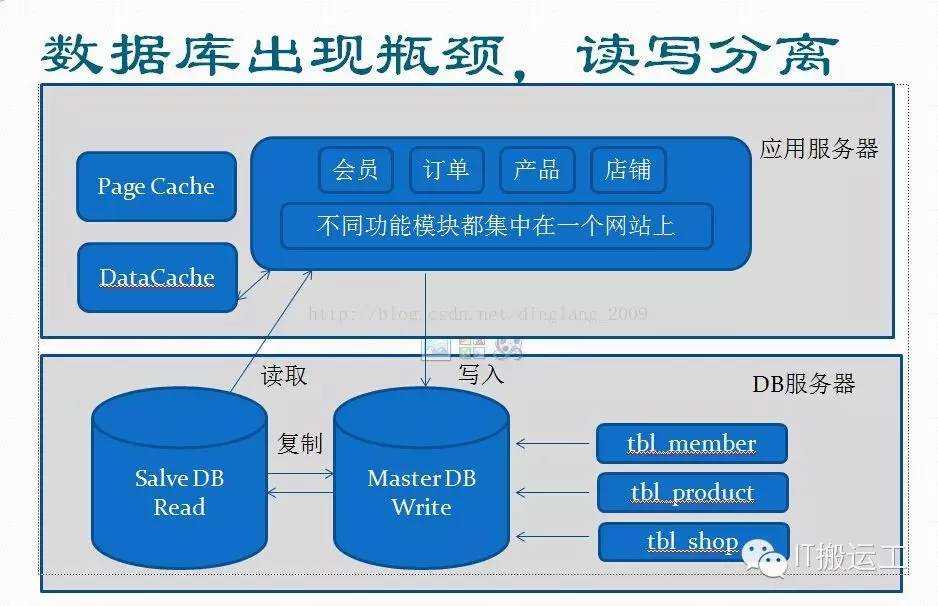 数据库出现瓶颈，读写分离
应用服务器
Page Cache
会员
订单
产品
店铺
不同功能模块都集中在一个网站上
DataCache
http://blog.csdn.net/dinglang_2009
读取
写入
DB服务器
复制
Salve DB
Read
Master DB
Write
tbl_member
tbl_product
tbl_shop
IT搬运工